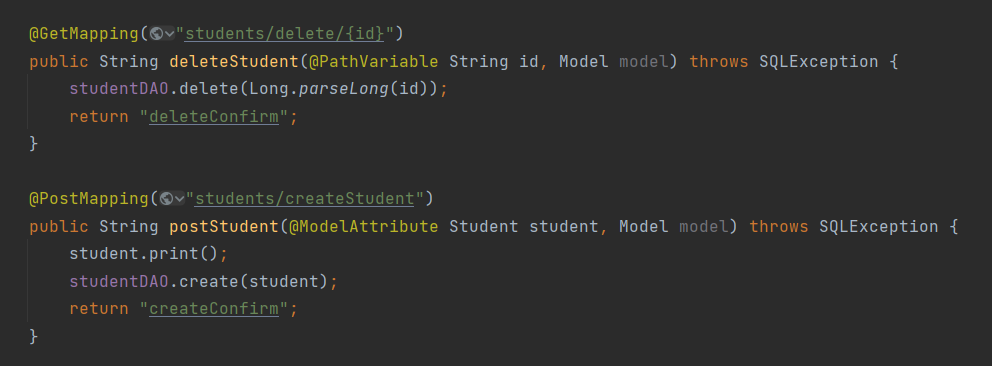 @GetMapping("students/delete/{id}")
public String deleteStudent(@PathVariable String id, Model model) throws SQLException {
    studentDAO.delete(Long.parseLong(id));
    return "deleteConfirm";
}

@PostMapping("students/createStudent")
public String postStudent(@ModelAttribute Student student, Model model) throws SQLException {
    student.print();
    studentDAO.create(student);
    return "createConfirm";
}